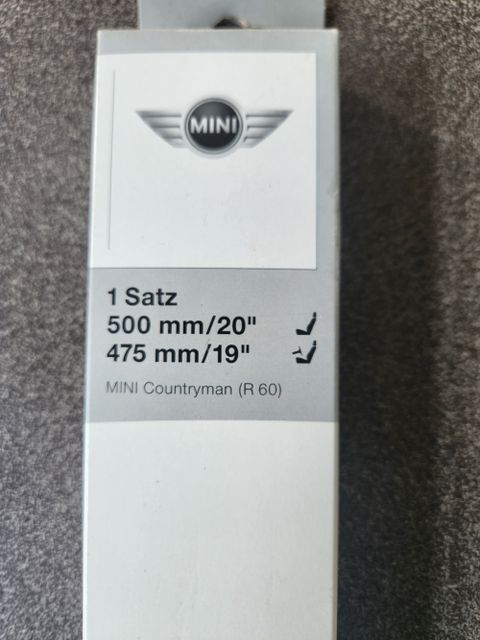 MINI
1 Satz
500 mm/20"
475 mm/19"
MINI Countryman (R 60)